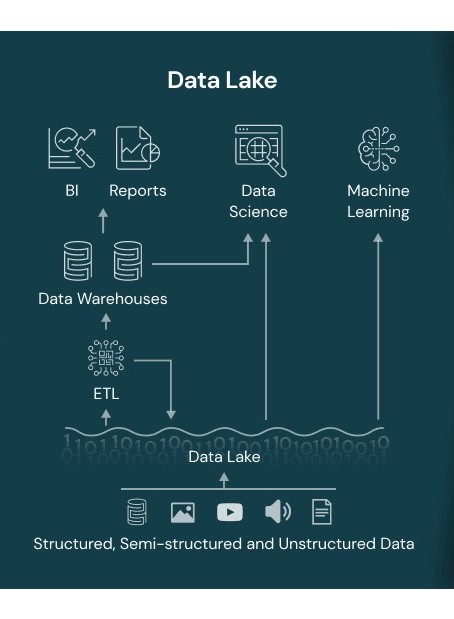 Data Lake
BI
Reports
Data
Science
Machine
Learning
Data Warehouses
ETL
Data Lake
Structured, Semi-structured and Unstructured Data